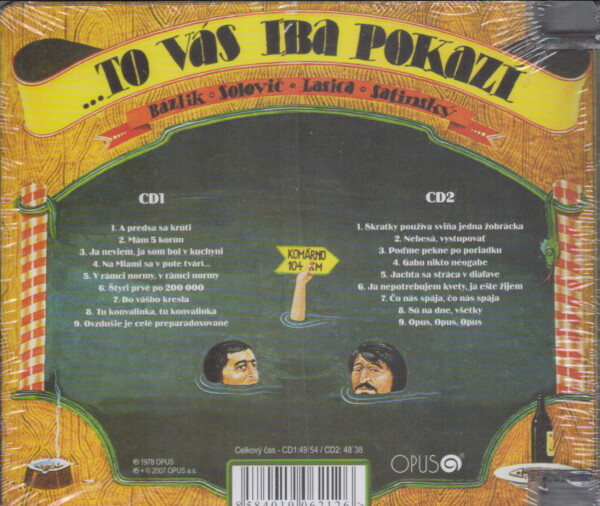 ...TO VÁS IBA POKAZÍ
Bázlik · Solovič · Lasica · Satinský
CD1
1. A predsa sa krúti
2. Mám 5 korún
3. Ja neviem, ja som bol v kuchyni
4. Na Miami sa v pote tvári...
5. V rámci normy, v rámci normy
6. Štyri prvé po 200 000
7. Do vášho kresla
8. Tu konvalinka, tu konvalinka
9. Ovzdušie je celé preparadoxované
CD2
1. Skratky používa sviňa jedna žobrácka
2. Nebesá, vystupovať
3. Poďme pekne po poriadku
4. Gabu nikto neogabe
5. Jachta sa stráca v diaľave
6. Ja nepotrebujem kvety, ja ešte žijem
7. Čo nás spája, čo nás spája
8. Sú na dne, všetky
9. Opus, Opus, Opus
KOMÁRNO
104 KM
Celkový čas - CD1:49´54 / CD2: 48´38
℗ 1978 OPUS
℗ + © 2007 OPUS a.s.
OPUS
8584019062126